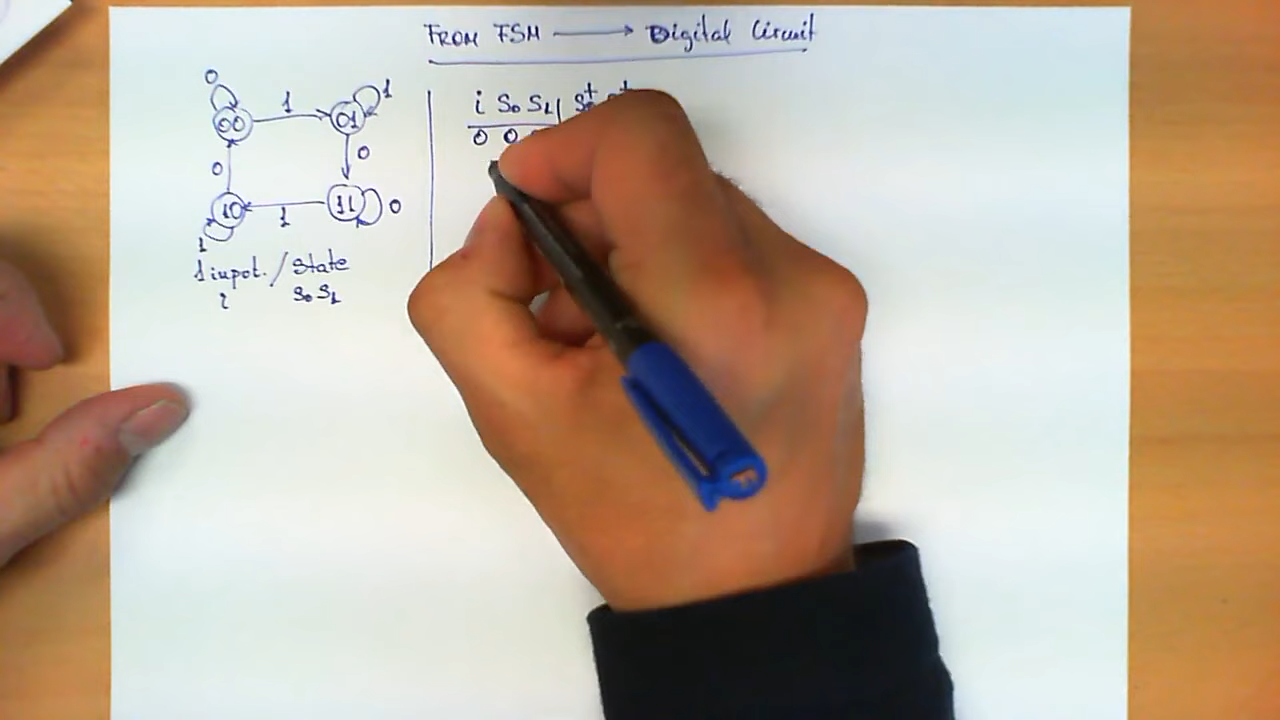 FROM FSM → Digital Circuit
0 1 1
00 01
0 0
10 11 0
1 1
1 input. / State
i S₀ S₁
i S₀ S₁ S₀⁺
0 0